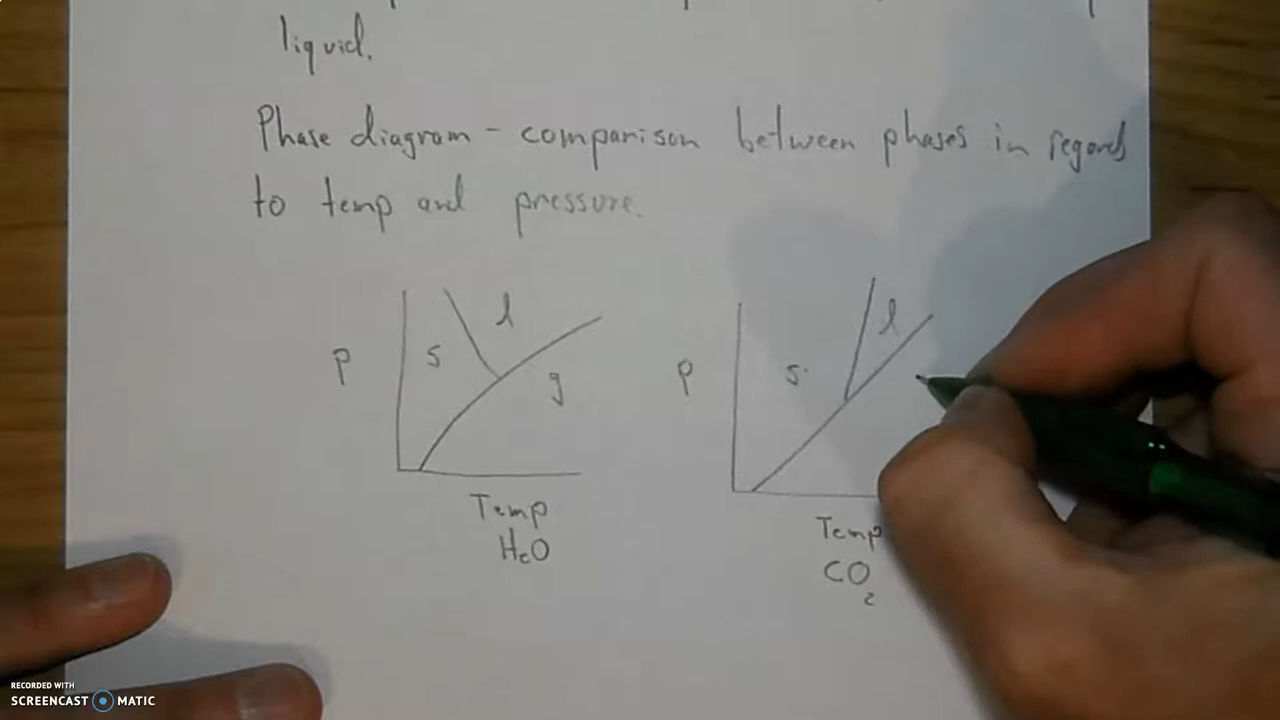 liquid.
Phase diagram - comparison between phases in regards
to temp and pressure.
l
l
s
s
p
p
g
Temp
H2O
Temp
CO2
RECORDED WITH
SCREENCAST MATIC